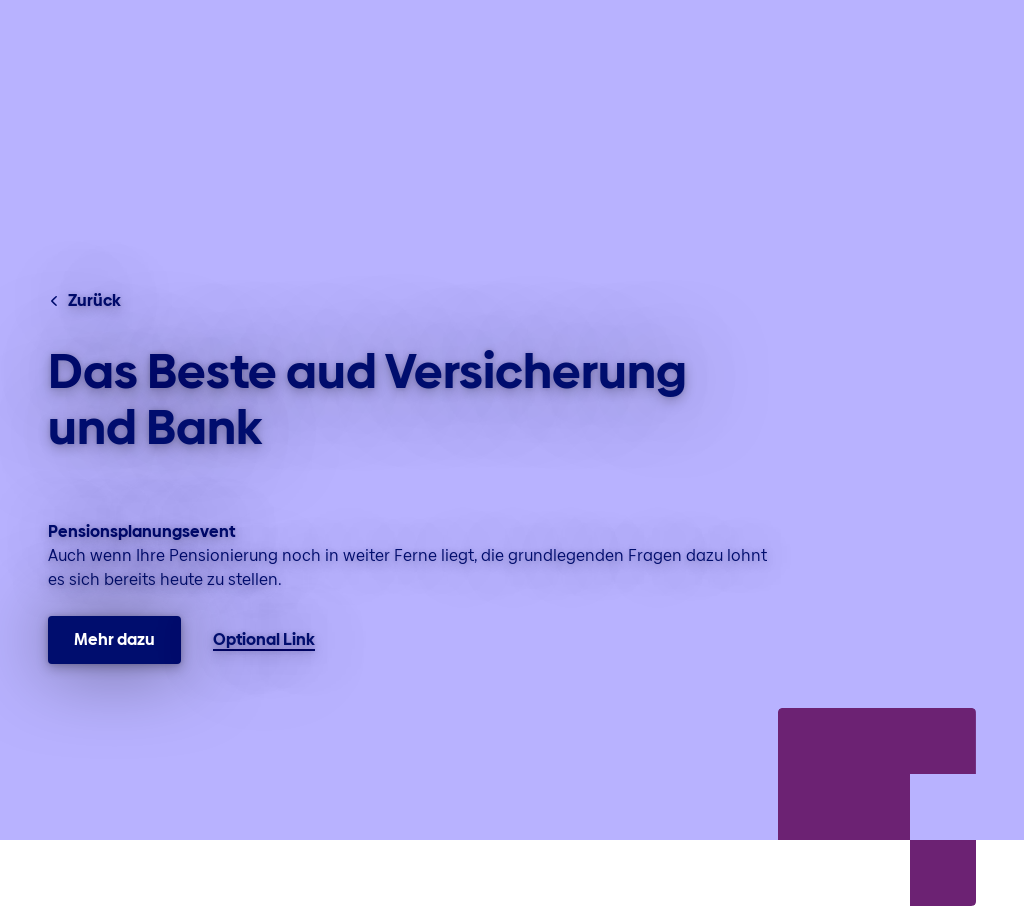 Zurück
Das Beste aud Versicherung
und Bank
Pensionsplanungsevent
Auch wenn Ihre Pensionierung noch in weiter Ferne liegt, die grundlegenden Fragen dazu lohnt
es sich bereits heute zu stellen.
Mehr dazu Optional Link